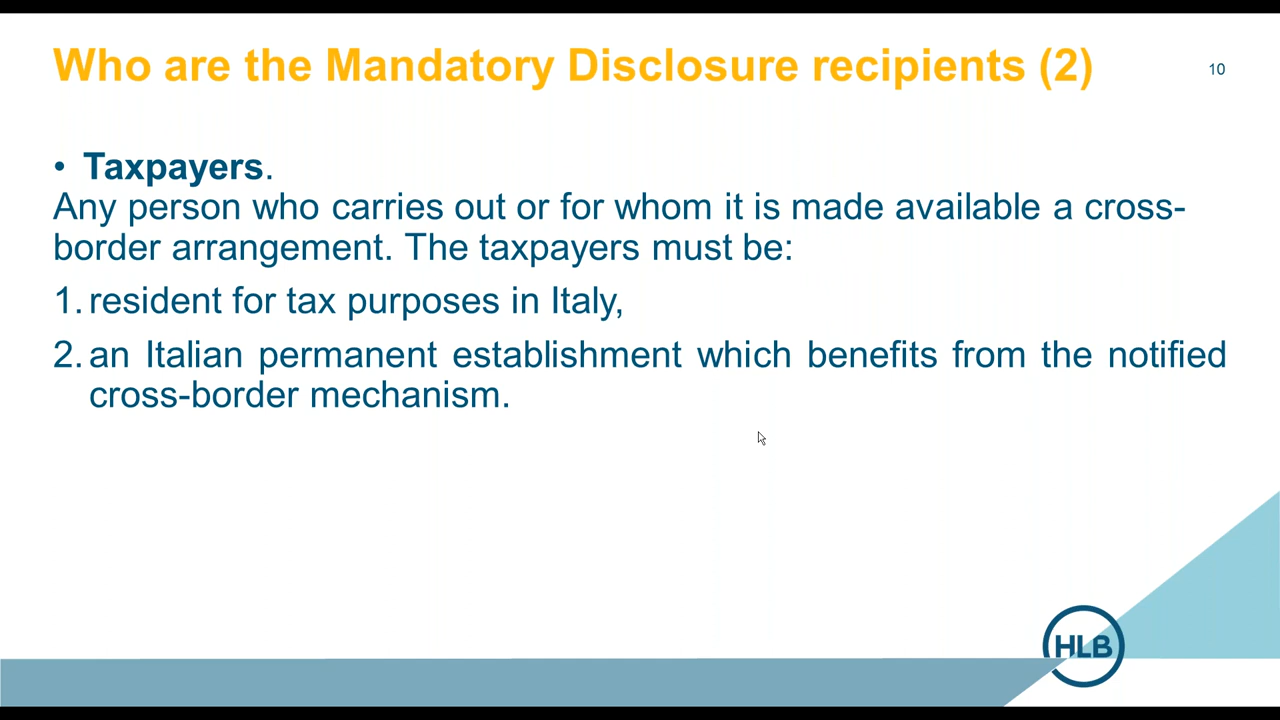 Who are the Mandatory Disclosure recipients (2)
10
• Taxpayers.
Any person who carries out or for whom it is made available a cross-
border arrangement. The taxpayers must be:
1. resident for tax purposes in Italy,
2. an Italian permanent establishment which benefits from the notified
cross-border mechanism.
HLB